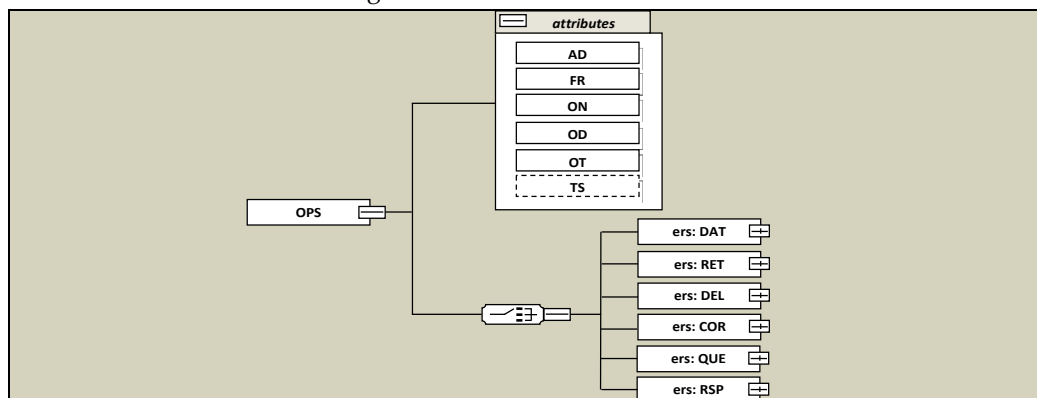 attributes
AD
FR
ON
OD
OT
TS
OPS
ers: DAT
ers: RET
ers: DEL
ers: COR
ers: QUE
ers: RSP